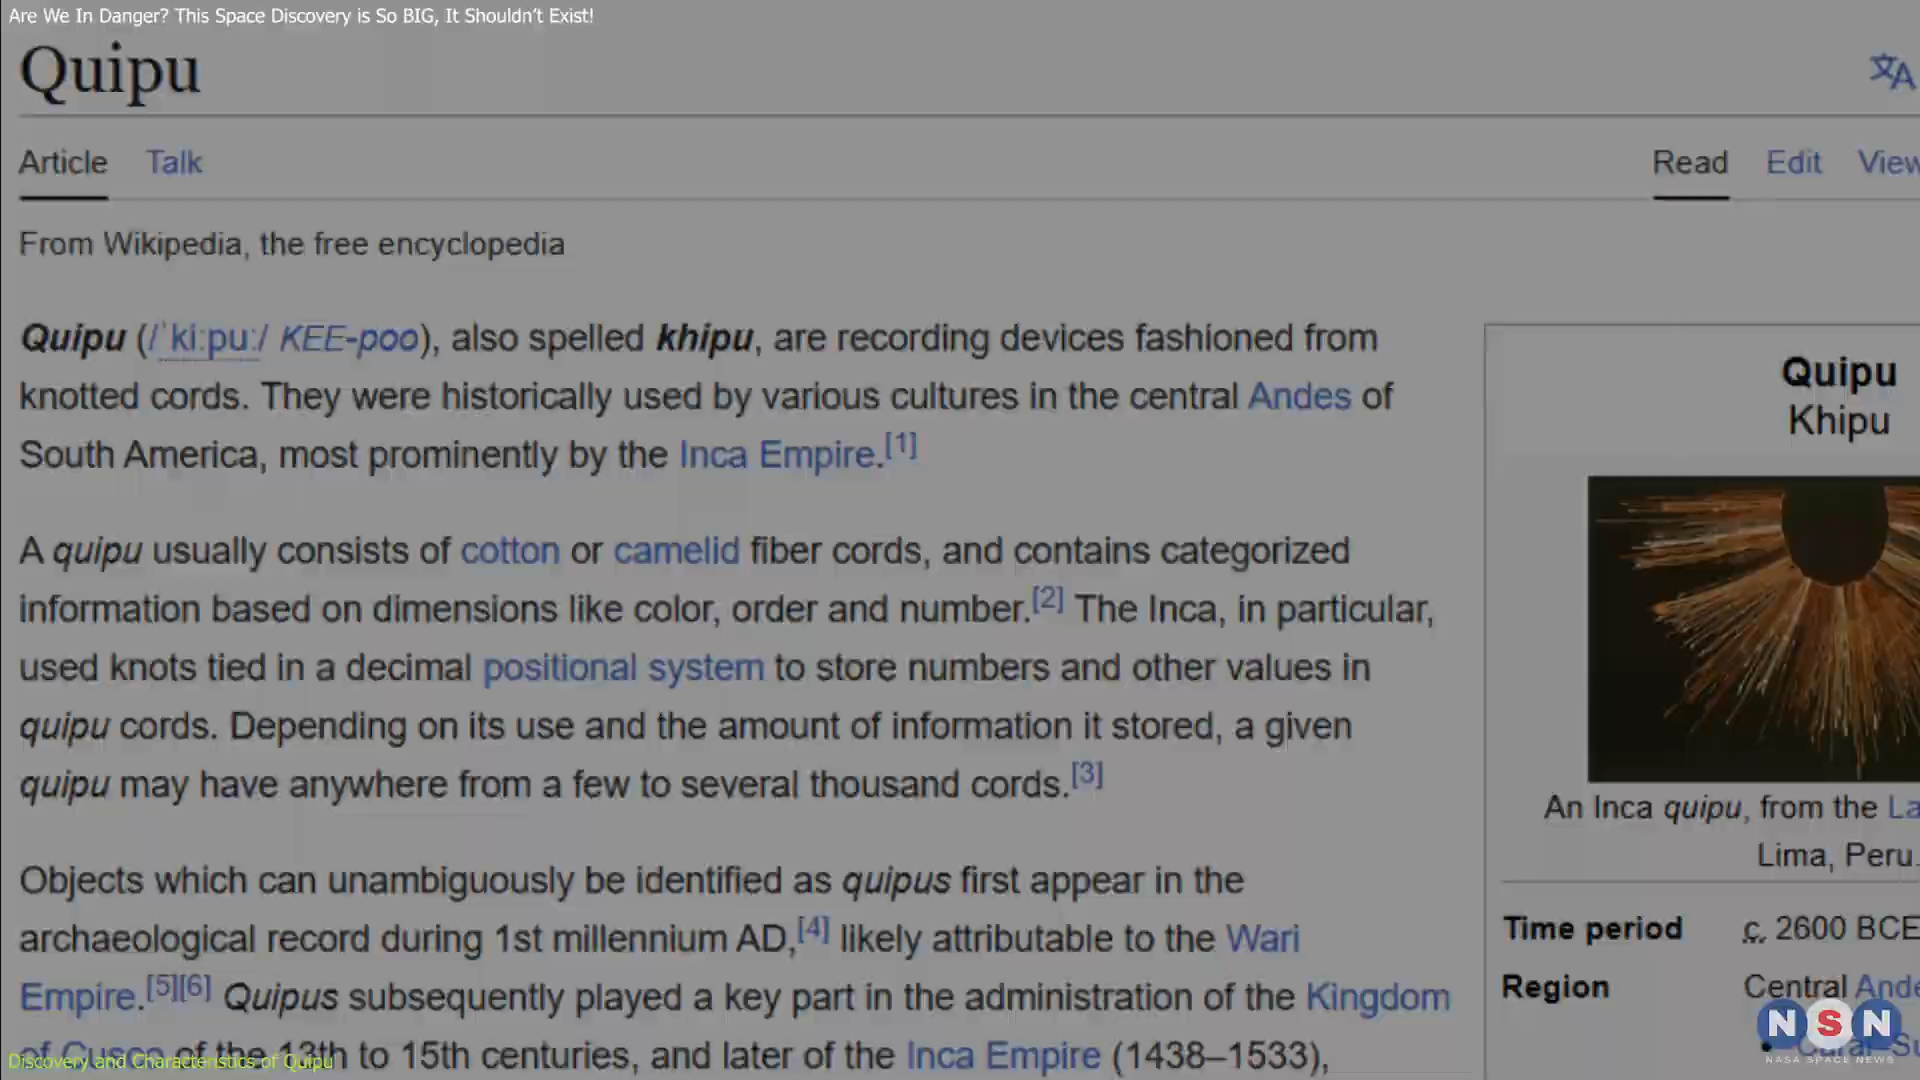 Are We In Danger? This Space Discovery is So BIG, It Shouldn't Exist!
Quipu
Article Talk
Read Edit View
From Wikipedia, the free encyclopedia
Quipu (/ˈkiːpuː/ KEE-poo), also spelled khipu, are recording devices fashioned from
knotted cords. They were historically used by various cultures in the central Andes of
South America, most prominently by the Inca Empire.[1]
A quipu usually consists of cotton or camelid fiber cords, and contains categorized
information based on dimensions like color, order and number.[2] The Inca, in particular,
used knots tied in a decimal positional system to store numbers and other values in
quipu cords. Depending on its use and the amount of information it stored, a given
quipu may have anywhere from a few to several thousand cords.[3]
Objects which can unambiguously be identified as quipus first appear in the
archaeological record during 1st millennium AD,[4] likely attributable to the Wari
Empire.[5][6] Quipus subsequently played a key part in the administration of the Kingdom
of Cusco of the 13th to 15th centuries, and later of the Inca Empire (1438–1533),
Quipu
Khipu
An Inca quipu, from the La
Lima, Peru.
Time period c. 2600 BCE
Region Central Ande
Discovery and Characteristics of Quipu
NSN
NASA SPACE NEWS